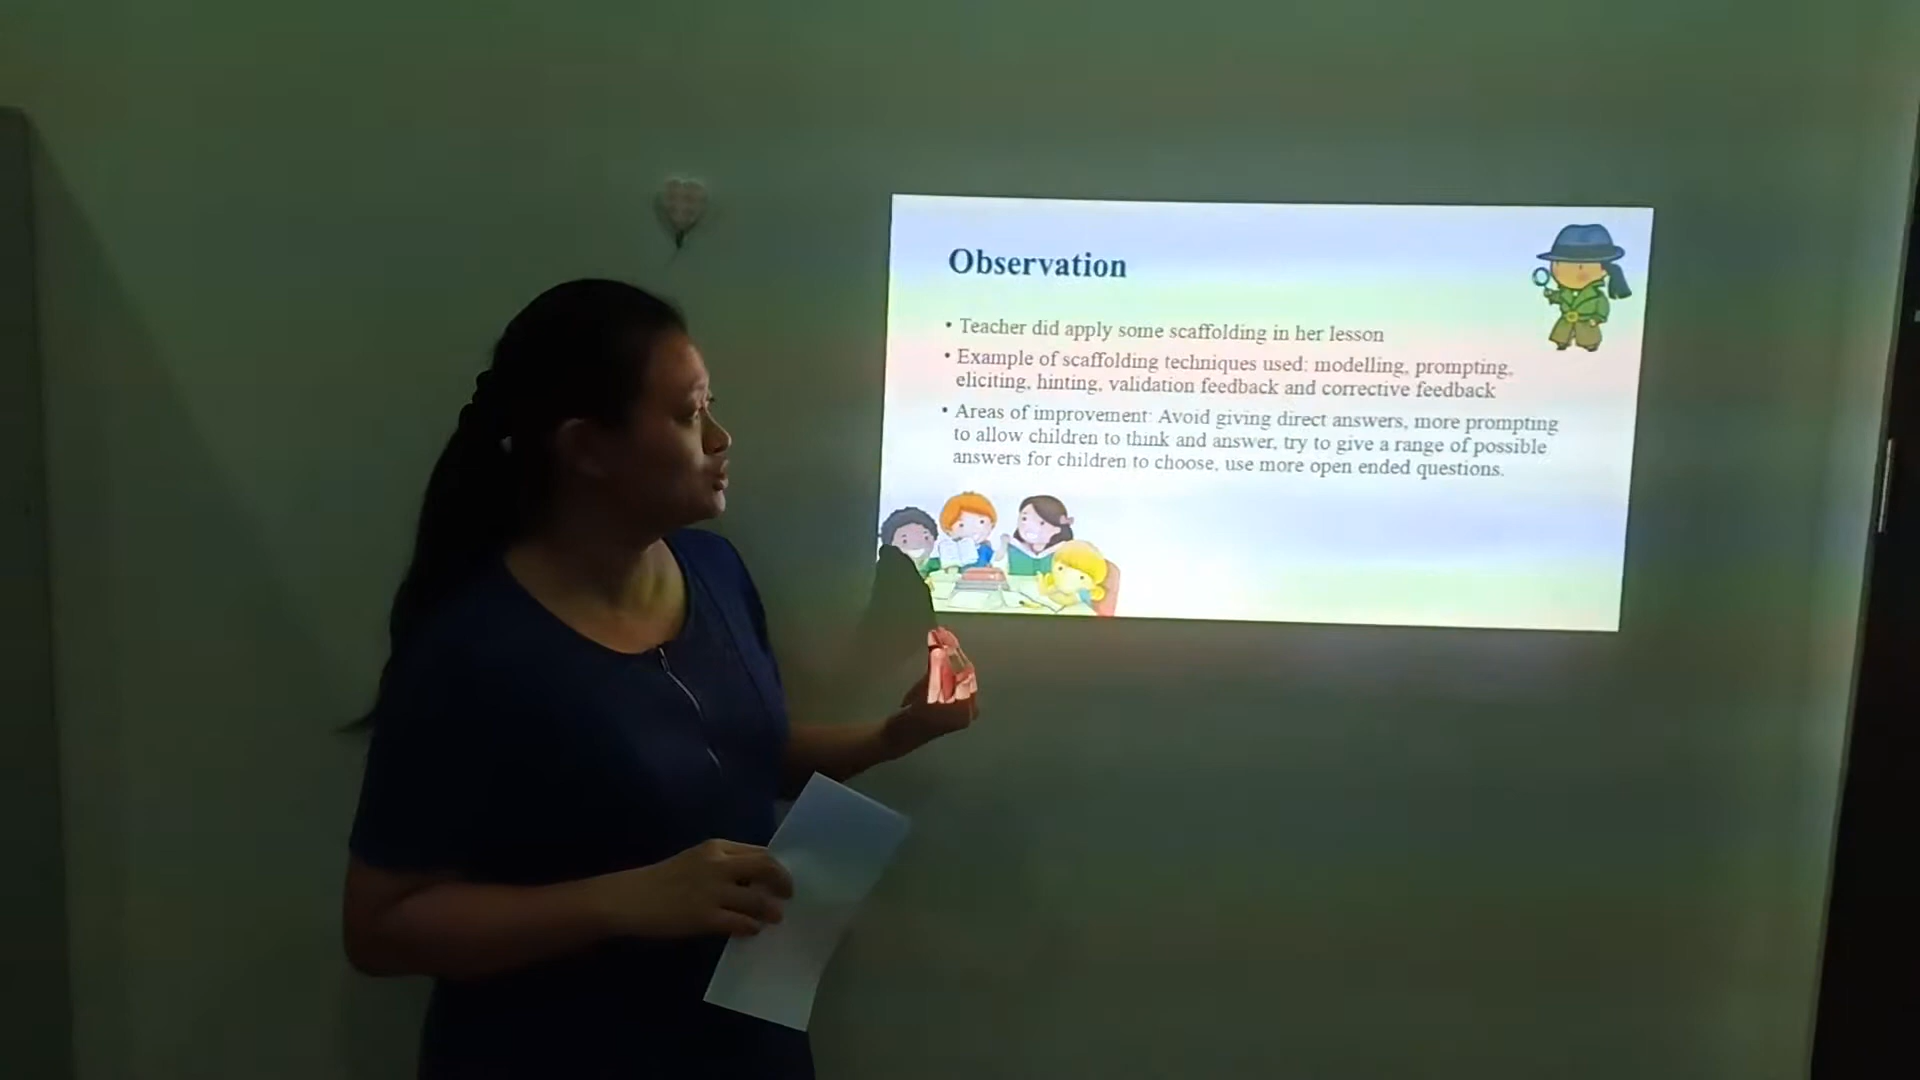 Observation
• Teacher did apply some scaffolding in her lesson
• Example of scaffolding techniques used: modelling, prompting,
eliciting, hinting, validation feedback and corrective feedback
• Areas of improvement: Avoid giving direct answers, more prompting
to allow children to think and answer, try to give a range of possible
answers for children to choose, use more open ended questions.